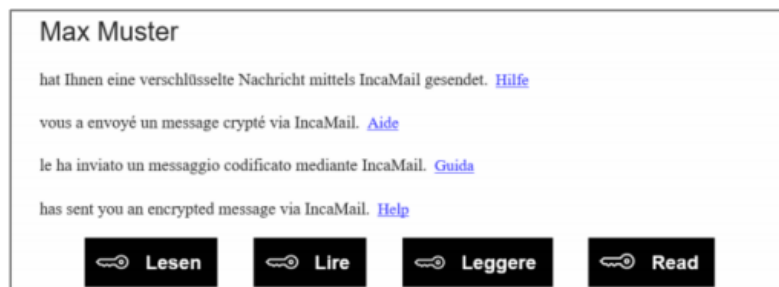 Max Muster
hat Ihnen eine verschlüsselte Nachricht mittels IncaMail gesendet. Hilfe
vous a envoyé un message crypté via IncaMail. Aide
le ha inviato un messaggio codificato mediante IncaMail. Guida
has sent you an encrypted message via IncaMail. Help
Lesen Lire Leggere Read